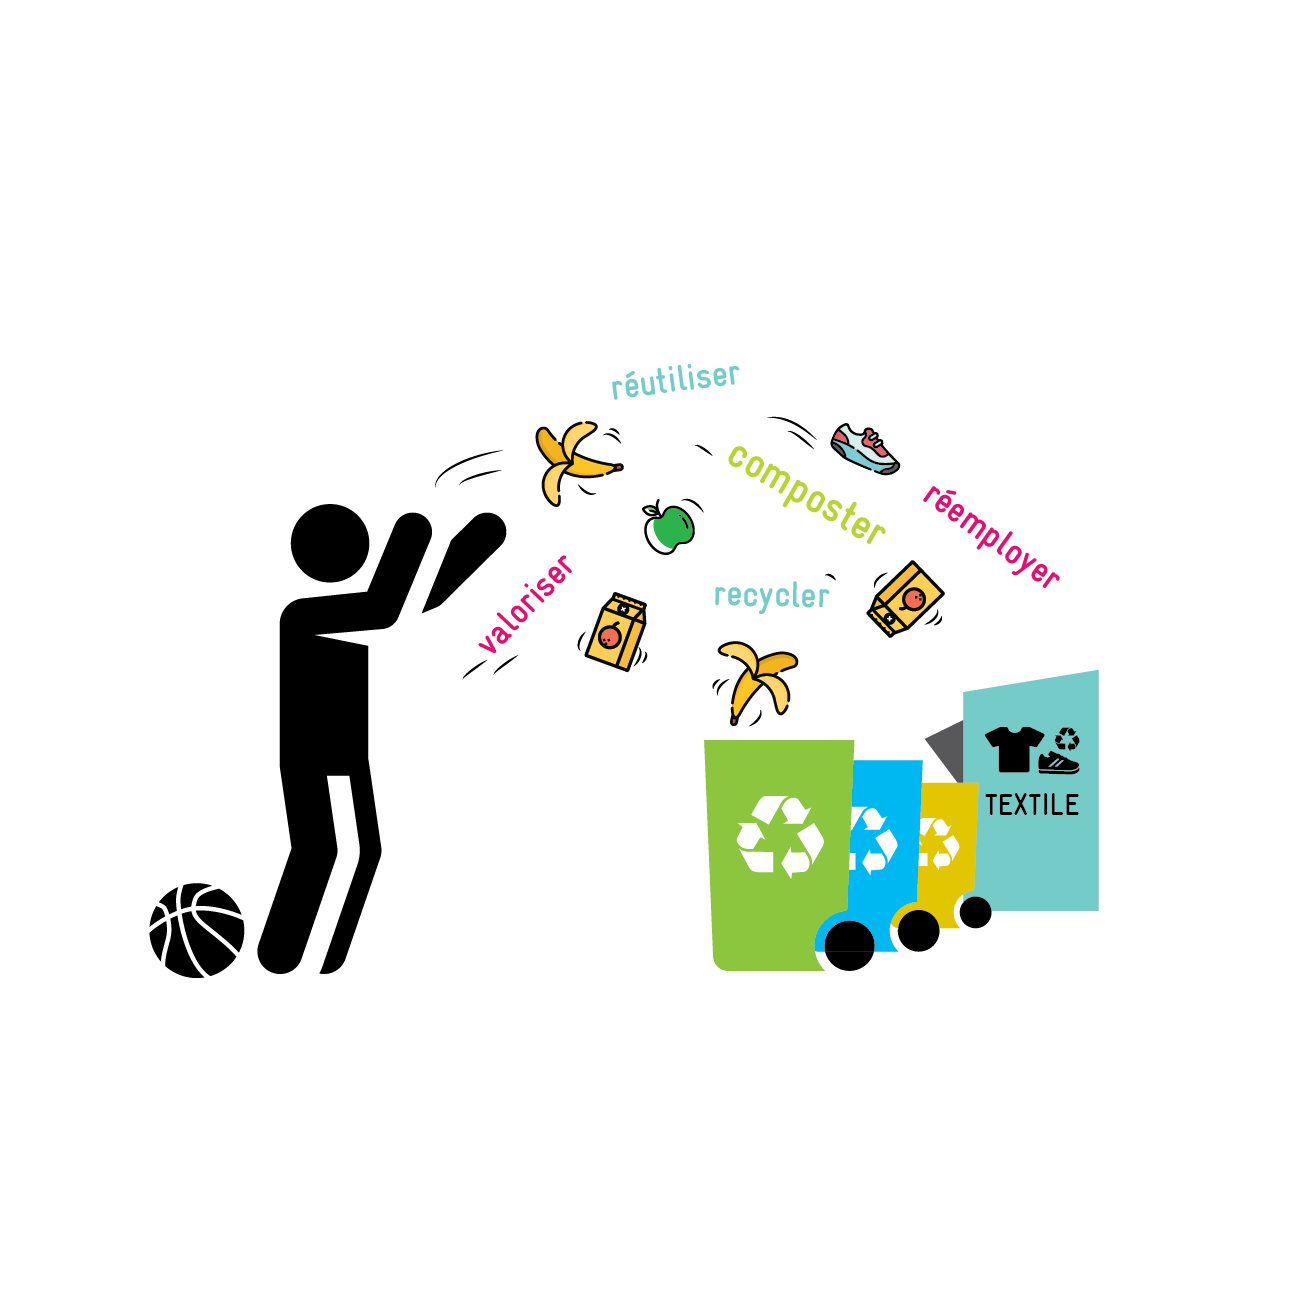 réutiliser
composter
réemployer
valoriser
recycler
TEXTILE